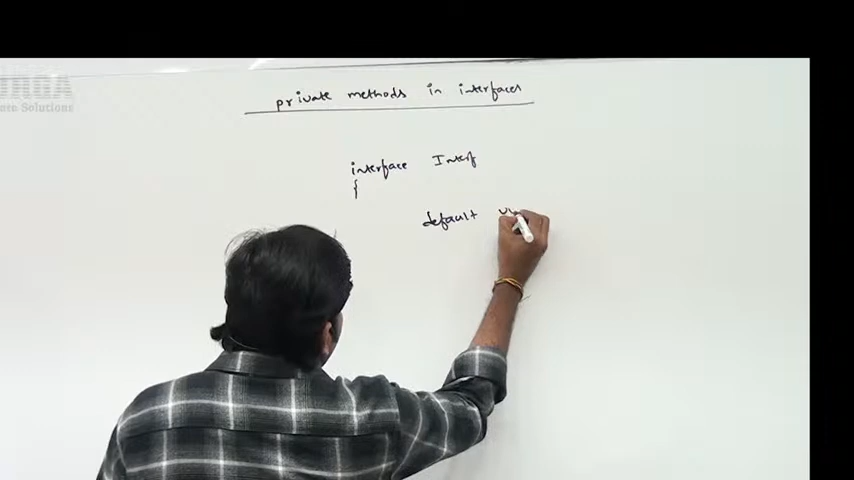 private methods in interfaces
interface Interf
{
default